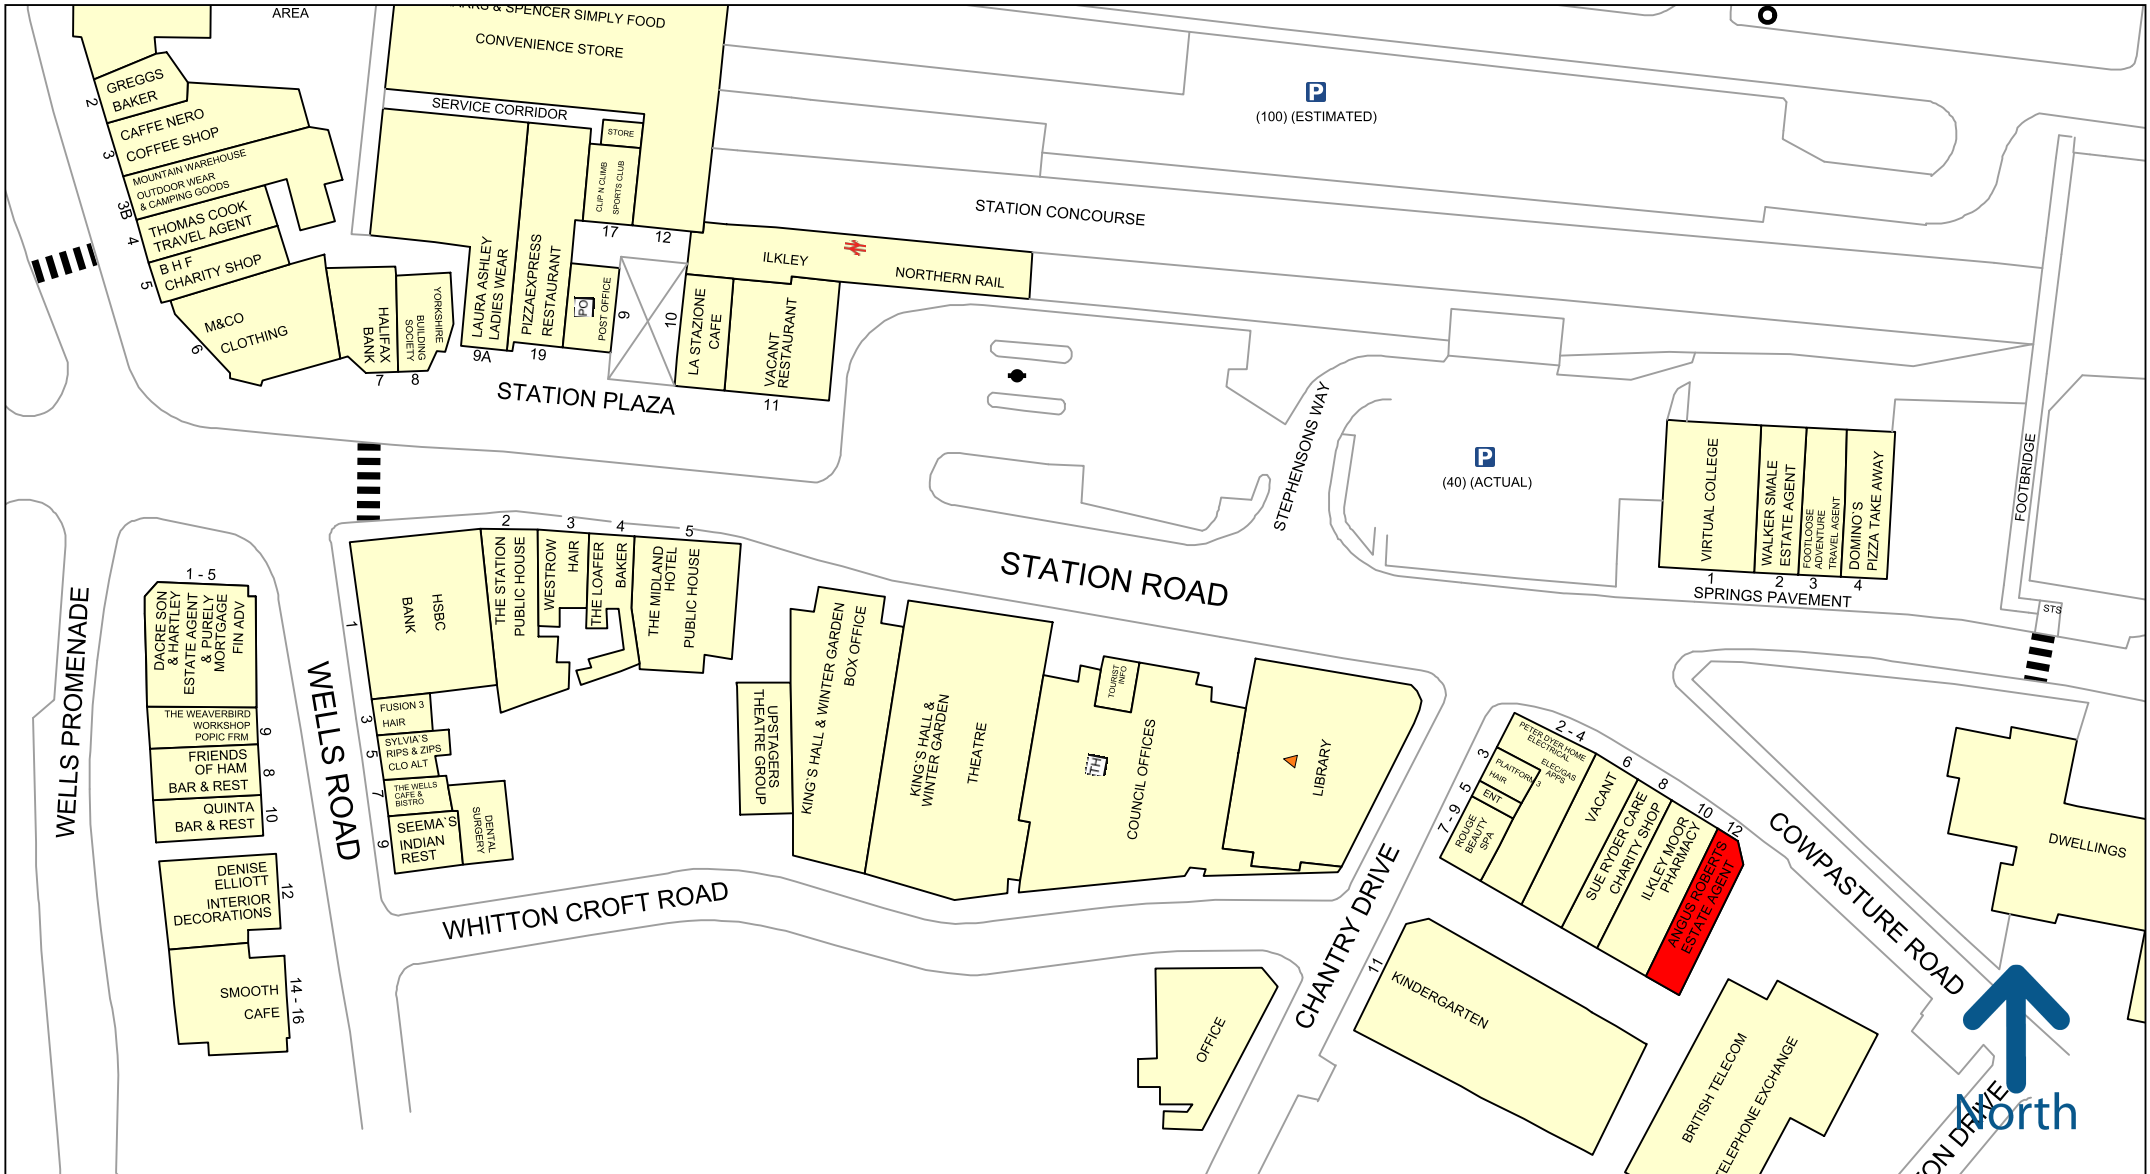 AREA
& SPENCER SIMPLY FOOD
CONVENIENCE STORE
SERVICE CORRIDOR
STORE
CLIP N CLIMB
SPORTS CLUB
17
12
GREGGS
BAKER
2
CAFFE NERO
COFFEE SHOP
3
MOUNTAIN WAREHOUSE
OUTDOOR WEAR
& CAMPING GOODS
3B
THOMAS COOK
TRAVEL AGENT
4
B H F
CHARITY SHOP
5
M&CO
CLOTHING
6
HALIFAX
BANK
7
YORKSHIRE
BUILDING
SOCIETY
8
LAURA ASHLEY
LADIES WEAR
9A
PIZZAEXPRESS
RESTAURANT
19
PO
POST OFFICE
9
10
LA STAZIONE
CAFE
VACANT
RESTAURANT
11
ILKLEY
NORTHERN RAIL
STATION CONCOURSE
P
(100) (ESTIMATED)
STATION PLAZA
STEPHENSONS WAY
P
(40) (ACTUAL)
VIRTUAL COLLEGE
1
WALKER SMALE
ESTATE AGENT
2
FOOTLOOSE
ADVENTURE
TRAVEL AGENT
3
DOMINO`S
PIZZA TAKE AWAY
4
SPRINGS PAVEMENT
FOOTBRIDGE
STS
STATION ROAD
WELLS PROMENADE
1 - 5
DACRE SON
& HARTLEY
ESTATE AGENT
& PURELY
MORTGAGE
FIN ADV
THE WEAVERBIRD
WORKSHOP
POPIC FRM
9
FRIENDS
OF HAM
BAR & REST
8
QUINTA
BAR & REST
10
DENISE
ELLIOTT
INTERIOR
DECORATIONS
12
SMOOTH
CAFE
14 - 16
WELLS ROAD
HSBC
BANK
1
2
THE STATION
PUBLIC HOUSE
3
WESTROW
HAIR
4
THE LOAFER
BAKER
5
THE MIDLAND
HOTEL
PUBLIC HOUSE
FUSION 3
HAIR
3
SYLVIA`S
RIPS & ZIPS
CLO ALT
5
THE WELLS
CAFE &
BISTRO
7
SEEMA`S
INDIAN
REST
9
DENTAL
SURGERY
UPSTAGERS
THEATRE GROUP
KING`S HALL & WINTER GARDEN
BOX OFFICE
KING`S HALL &
WINTER GARDEN
THEATRE
TOURIST
INFO
TH
COUNCIL OFFICES
LIBRARY
WHITTON CROFT ROAD
CHANTRY DRIVE
OFFICE
2 - 4
PETER DYER HOME
ELECTRICAL
ELEC/GAS
APPS
3
PLAITFORM 3
HAIR
5
ENT
7 - 9
ROUGE
BEAUTY
SPA
6
VACANT
8
SUE RYDER CARE
CHARITY SHOP
10
ILKLEY MOOR
PHARMACY
12
ANGUS ROBERTS
ESTATE AGENT
COWPASTURE ROAD
DWELLINGS
11
KINDERGARTEN
BRITISH TELECOM
TELEPHONE EXCHANGE
ON DRIVE
North